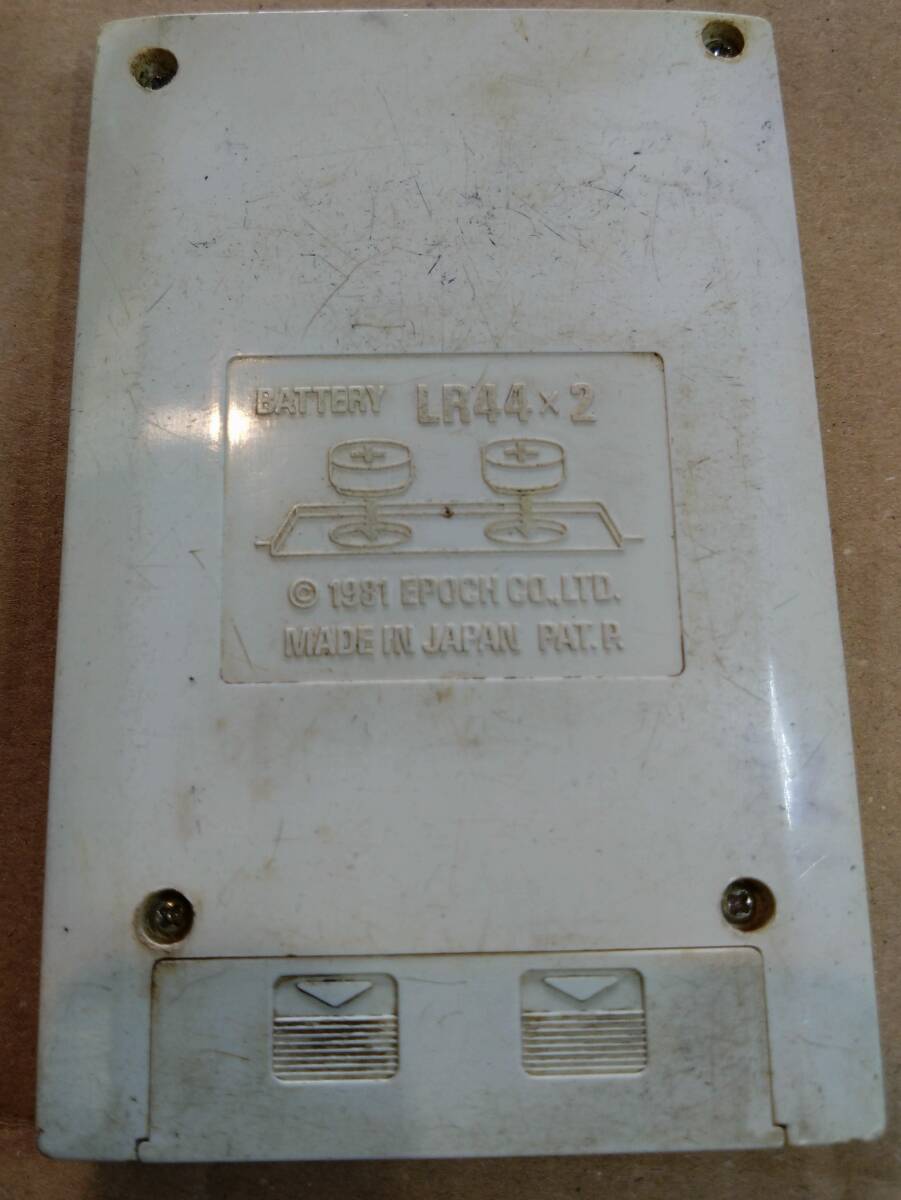 BATTERY LR44×2
+ +
© 1981 EPOCH CO.,LTD.
MADE IN JAPAN PAT.P.